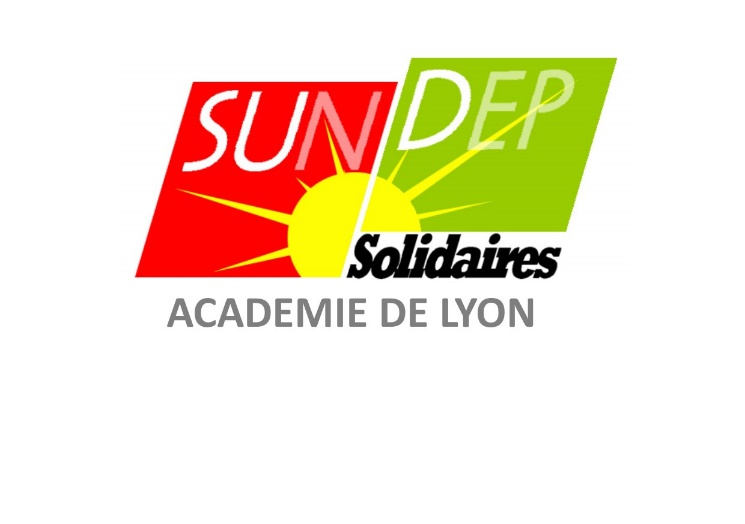 SUNDEP
Solidaires
ACADEMIE DE LYON